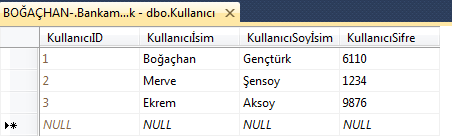 BOĞAÇHAN-.Bankam...k - dbo.Kullanıcı
KullanıcıID Kullanıcıİsim KullanıcıSoyİsim KullanıcıSifre
1 Boğaçhan Gençtürk 6110
2 Merve Şensoy 1234
3 Ekrem Aksoy 9876
NULL NULL NULL NULL